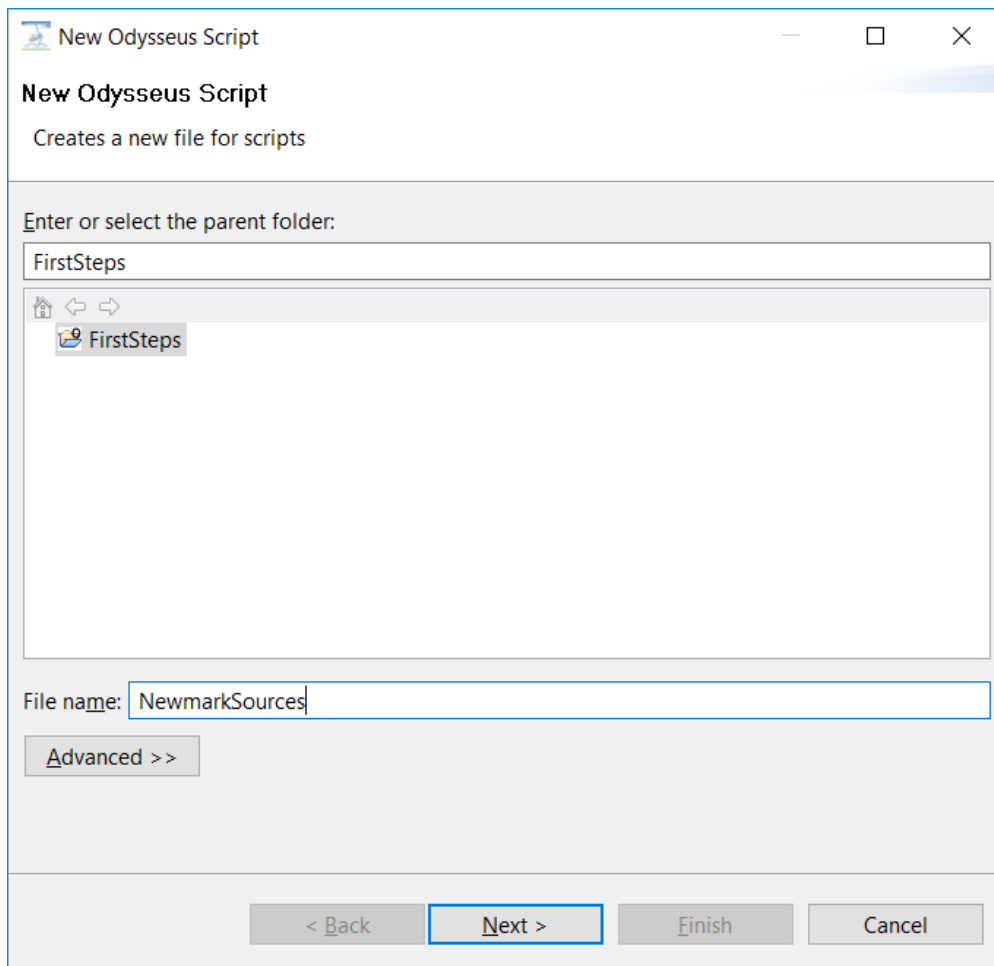 New Odysseus Script
New Odysseus Script
Creates a new file for scripts
Enter or select the parent folder:
FirstSteps
FirstSteps
File name: NewmarkSources
Advanced >>
< Back Next > Finish Cancel